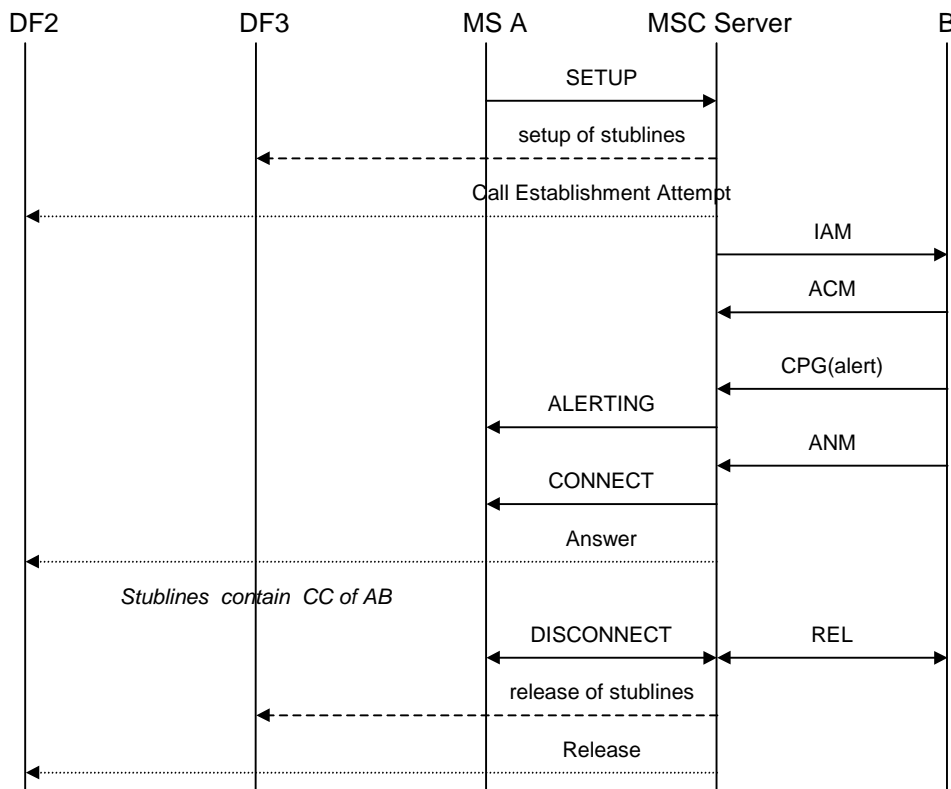 DF2 DF3 MS A MSC Server B
SETUP
setup of stublines
Call Establishment Attempt
IAM
ACM
CPG(alert)
ALERTING
ANM
CONNECT
Answer
Stublines contain CC of AB
DISCONNECT REL
release of stublines
Release